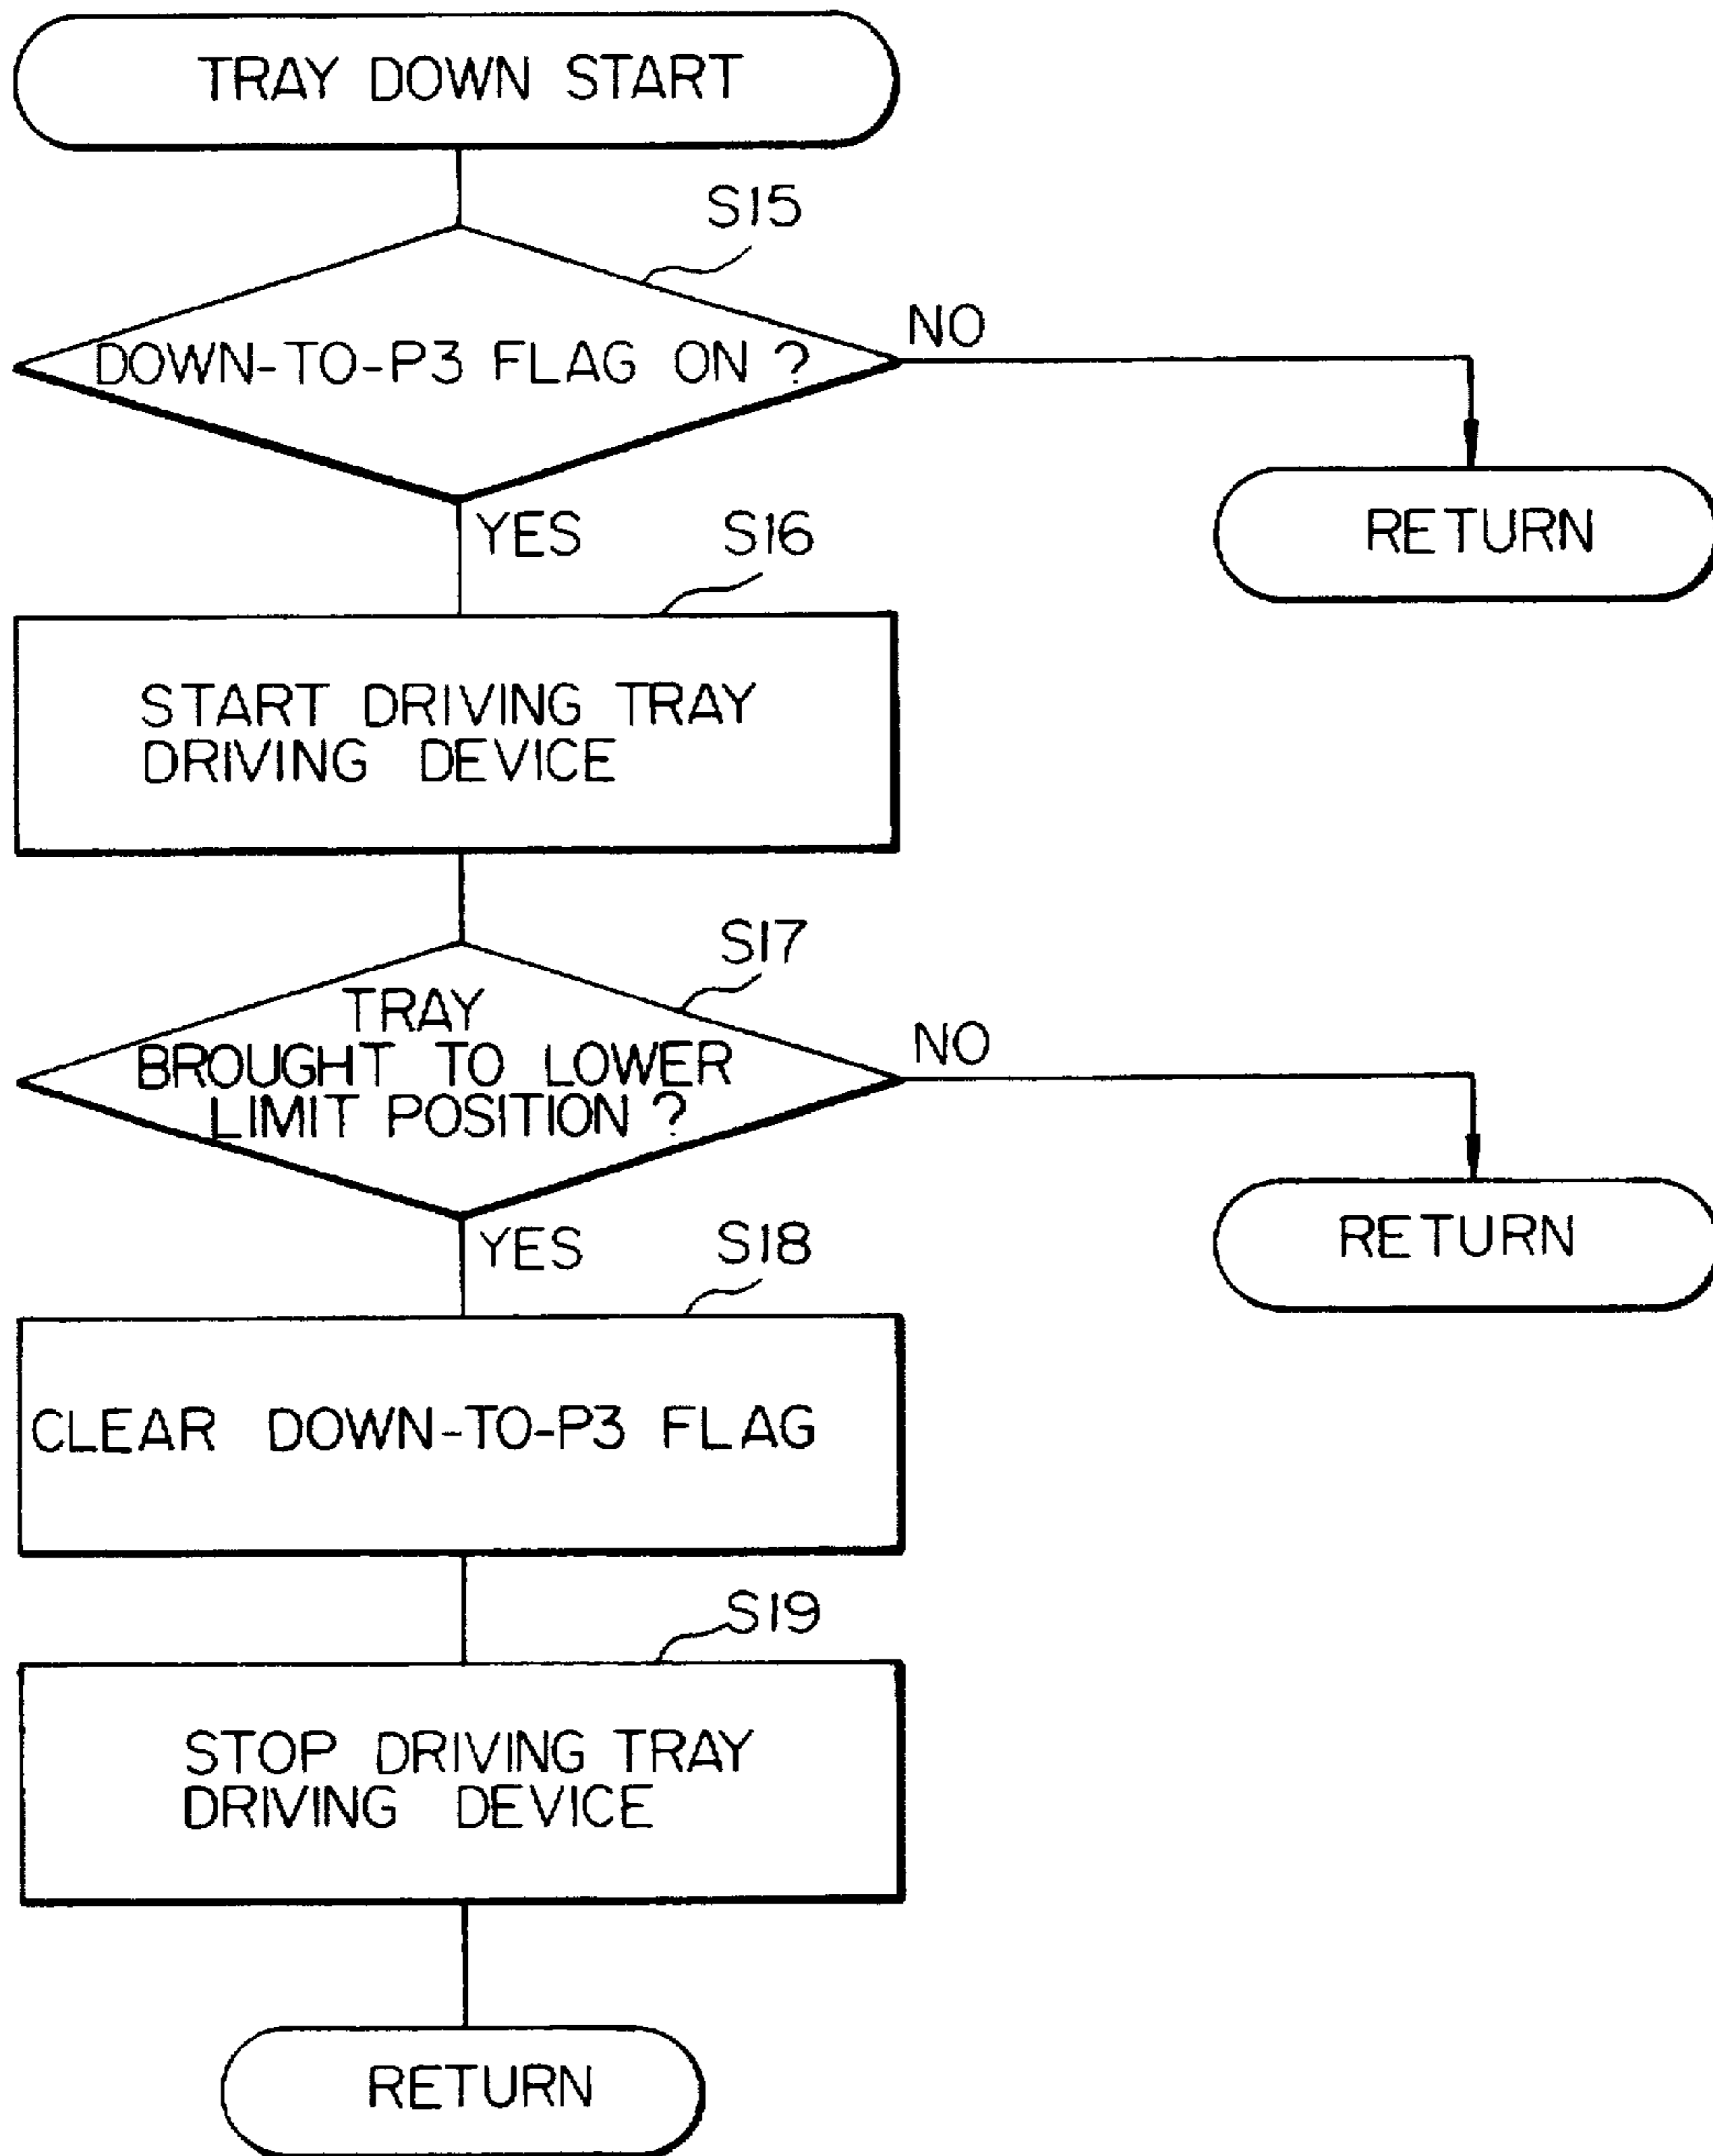 TRAY DOWN START
S15
DOWN-TO-P3 FLAG ON ?
NO
RETURN
YES
S16
START DRIVING TRAY
DRIVING DEVICE
S17
TRAY
BROUGHT TO LOWER
LIMIT POSITION ?
NO
RETURN
YES
S18
CLEAR DOWN-TO-P3 FLAG
S19
STOP DRIVING TRAY
DRIVING DEVICE
RETURN